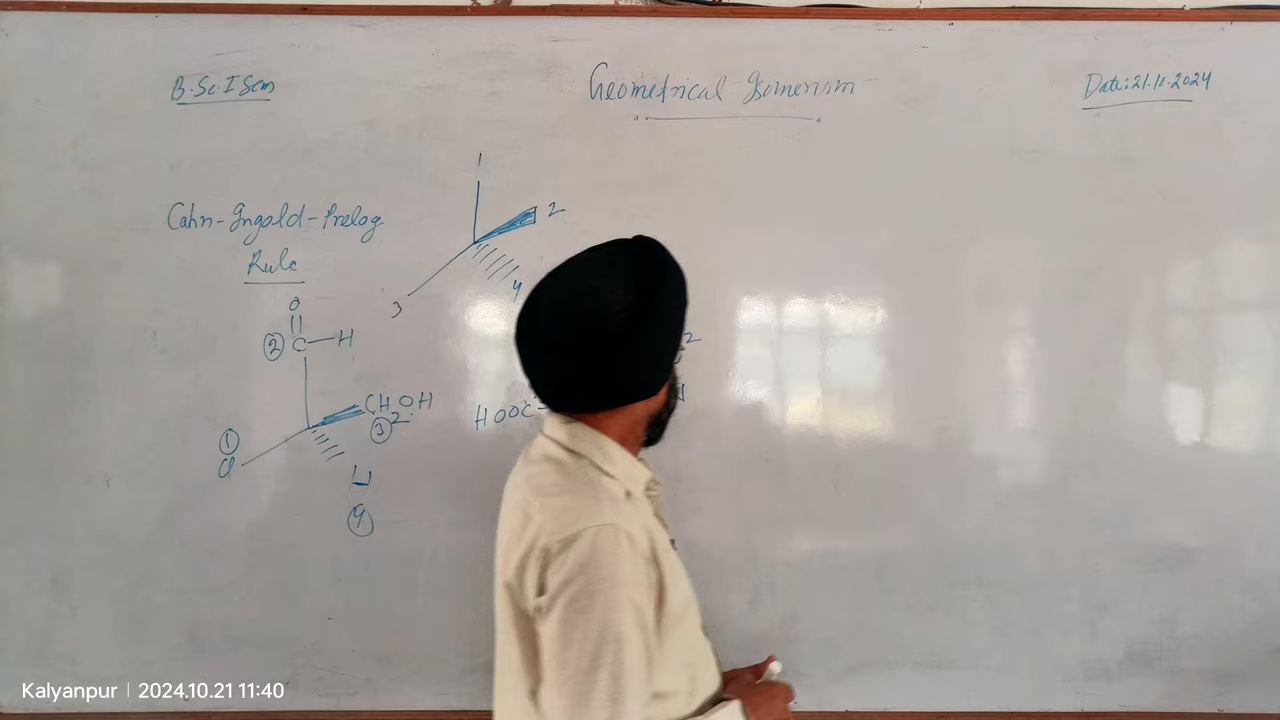 B.Sc. I Sem
Geometrical Isomerism
Date: 21.10.2024
1
Cahn-Ingold-Prelog
Rule
2
3
4
O
② C H
CH2OH
③
① Cl
H
④
HOOC
2
Kalyanpur | 2024.10.21 11:40